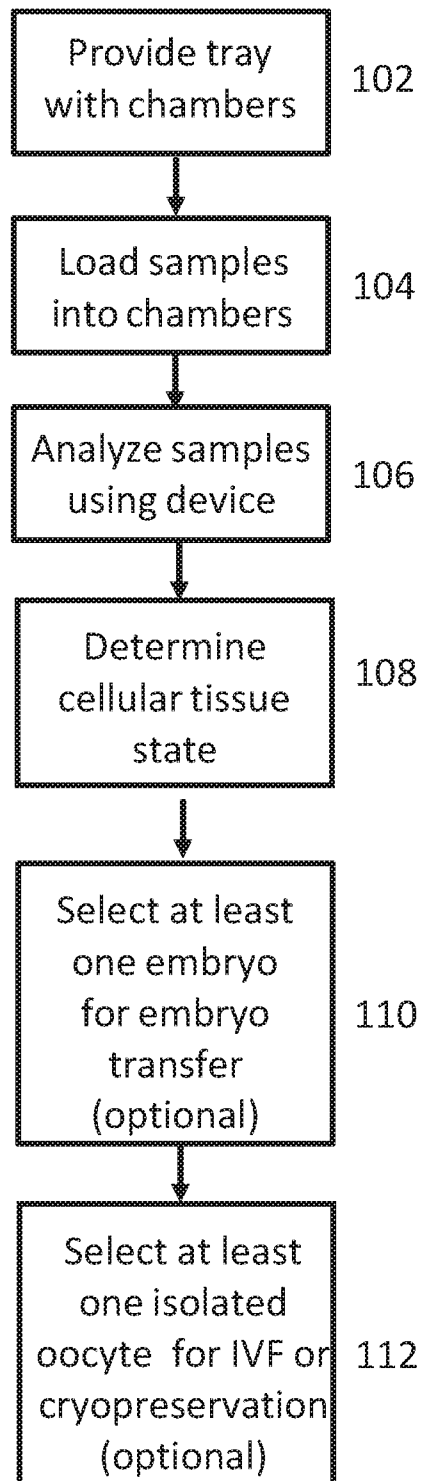 Provide tray
with chambers
102
Load samples
into chambers
104
Analyze samples
using device
106
Determine
cellular tissue
state
108
Select at least
one embryo
for embryo
transfer
(optional)
110
Select at least
one isolated
oocyte for IVF or
cryopreservation
(optional)
112